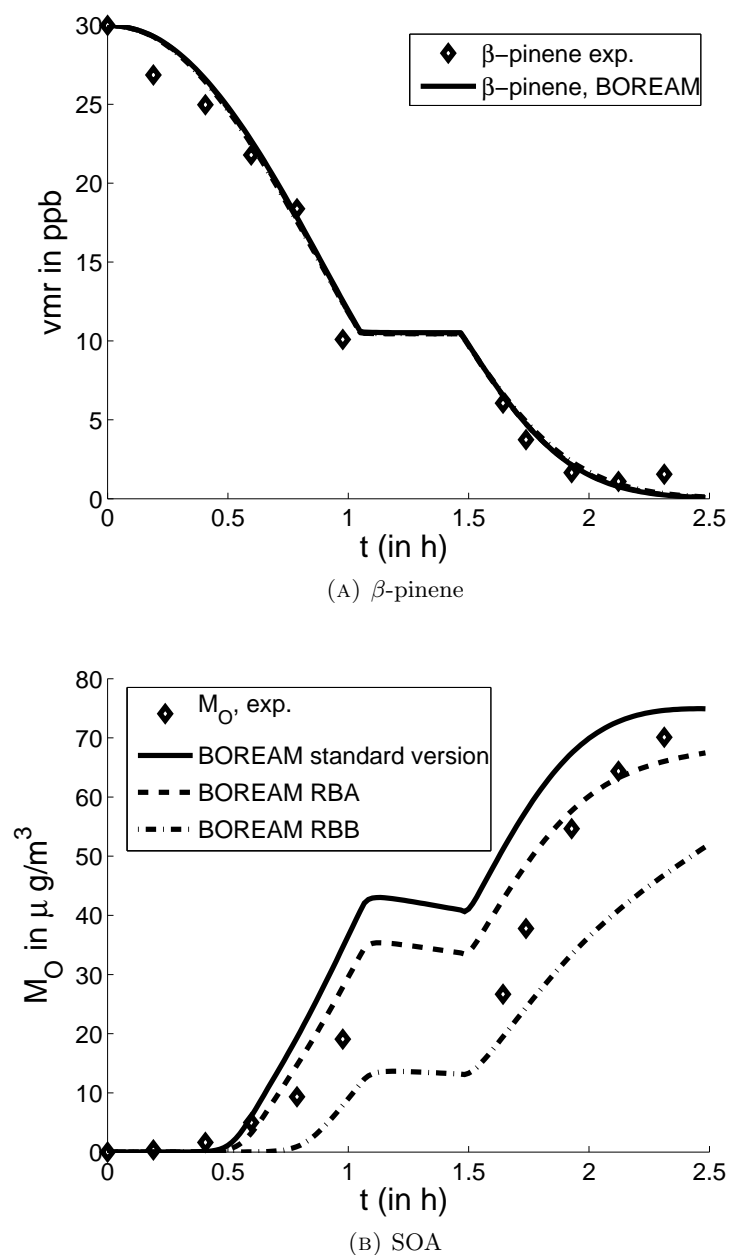 30
25
20
15
10
5
0
vmr in ppb
β−pinene exp.
β−pinene, BOREAM
0 0.5 1 1.5 2 2.5
t (in h)
(A) β-pinene
80
70
60
50
40
30
20
10
0
M_O in μ g/m³
M_O, exp.
BOREAM standard version
BOREAM RBA
BOREAM RBB
0 0.5 1 1.5 2 2.5
t (in h)
(B) SOA